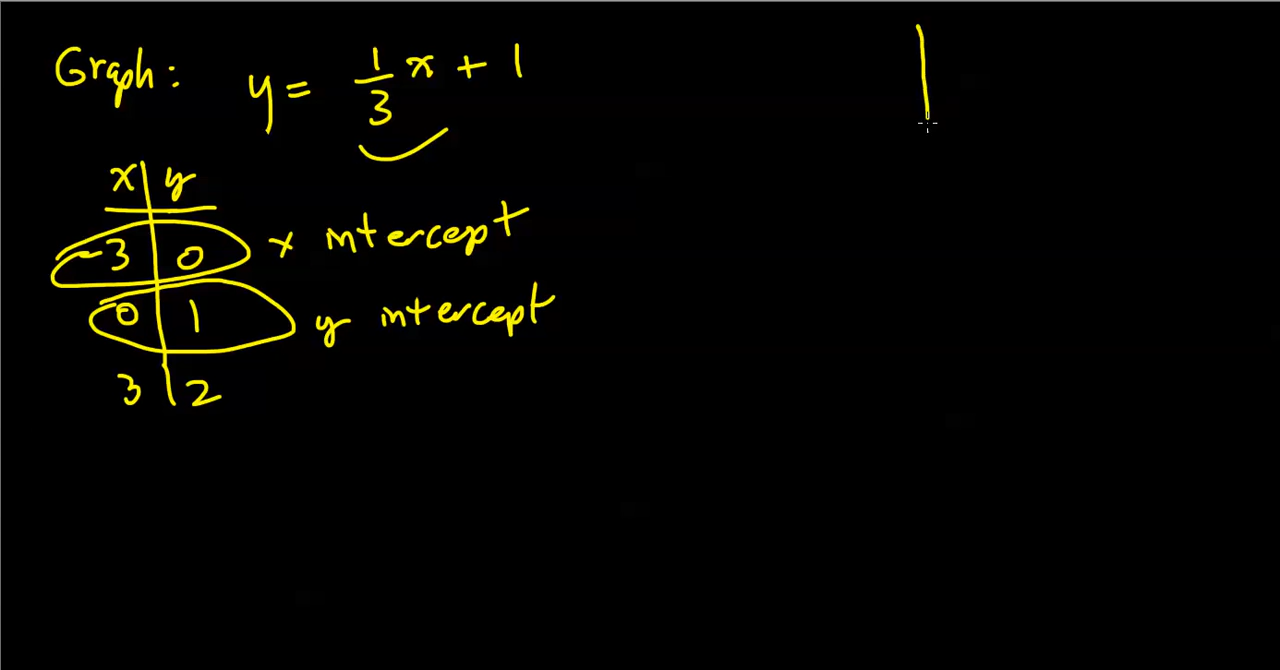 Graph: y = 1/3 x + 1
x y
-3 0 x intercept
0 1 y intercept
3 2